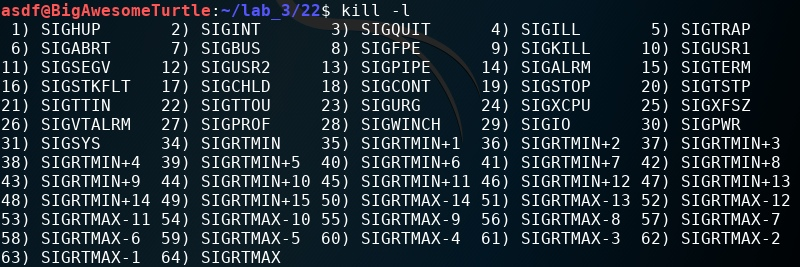 asdf@BigAwesomeTurtle:~/lab_3/22$ kill -l
 1) SIGHUP       2) SIGINT       3) SIGQUIT      4) SIGILL       5) SIGTRAP
 6) SIGABRT      7) SIGBUS       8) SIGFPE       9) SIGKILL     10) SIGUSR1
11) SIGSEGV     12) SIGUSR2     13) SIGPIPE     14) SIGALRM     15) SIGTERM
16) SIGSTKFLT   17) SIGCHLD     18) SIGCONT     19) SIGSTOP     20) SIGTSTP
21) SIGTTIN     22) SIGTTOU     23) SIGURG      24) SIGXCPU     25) SIGXFSZ
26) SIGVTALRM   27) SIGPROF     28) SIGWINCH    29) SIGIO       30) SIGPWR
31) SIGSYS      34) SIGRTMIN    35) SIGRTMIN+1  36) SIGRTMIN+2  37) SIGRTMIN+3
38) SIGRTMIN+4  39) SIGRTMIN+5  40) SIGRTMIN+6  41) SIGRTMIN+7  42) SIGRTMIN+8
43) SIGRTMIN+9  44) SIGRTMIN+10 45) SIGRTMIN+11 46) SIGRTMIN+12 47) SIGRTMIN+13
48) SIGRTMIN+14 49) SIGRTMIN+15 50) SIGRTMAX-14 51) SIGRTMAX-13 52) SIGRTMAX-12
53) SIGRTMAX-11 54) SIGRTMAX-10 55) SIGRTMAX-9  56) SIGRTMAX-8  57) SIGRTMAX-7
58) SIGRTMAX-6  59) SIGRTMAX-5  60) SIGRTMAX-4  61) SIGRTMAX-3  62) SIGRTMAX-2
63) SIGRTMAX-1  64) SIGRTMAX